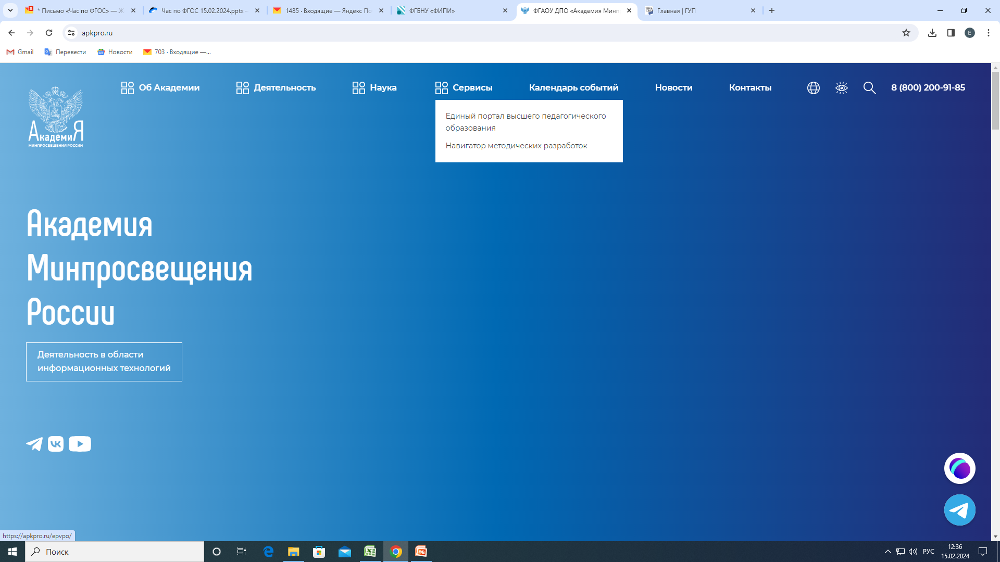 * Письмо «Час по ФГОС» — Ж
Час по ФГОС 15.02.2024.pptx -
1485 · Входящие — Яндекс По
ФГБНУ «ФИПИ»
ФГАОУ ДПО «Академия Минп
Главная | ГУП
apkpro.ru
E
Gmail
Перевести
Новости
703 · Входящие —...
Об Академии
Деятельность
Наука
Сервисы
Календарь событий
Новости
Контакты
8 (800) 200-91-85
АкадемиЯ
МИНПРОСВЕЩЕНИЯ РОССИИ
Единый портал высшего педагогического
образования
Навигатор методических разработок
Академия
Минпросвещения
России
Деятельность в области
информационных технологий
https://apkpro.ru/epvpo/
Поиск
РУС
12:36
15.02.2024